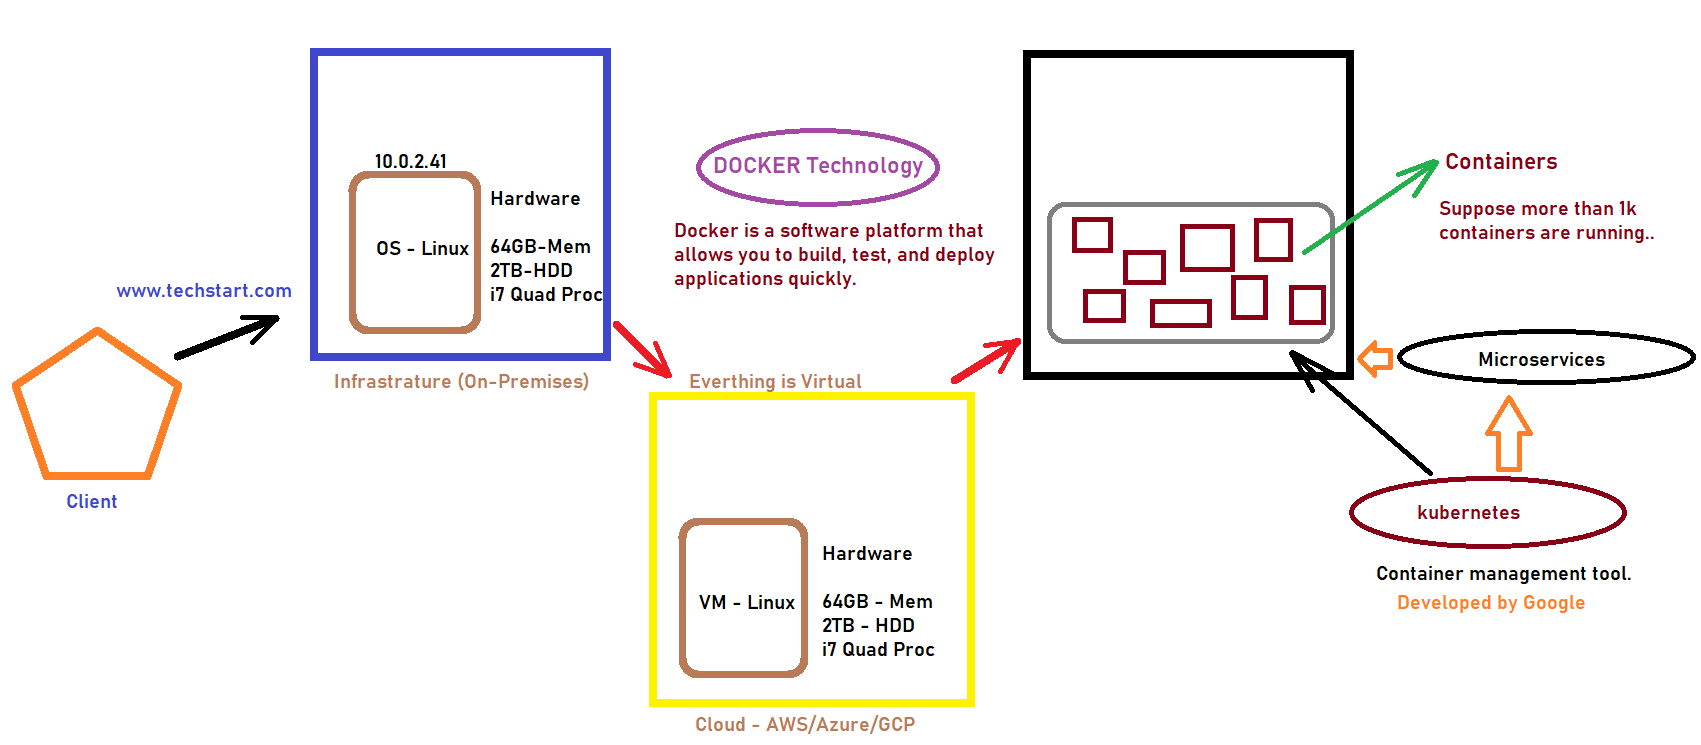 www.techstart.com
Client
10.0.2.41
OS - Linux
Hardware
64GB-Mem
2TB-HDD
i7 Quad Proc
Infrastrature (On-Premises)
DOCKER Technology
Docker is a software platform that
allows you to build, test, and deploy
applications quickly.
Everthing is Virtual
VM - Linux
Hardware
64GB - Mem
2TB - HDD
i7 Quad Proc
Cloud - AWS/Azure/GCP
Containers
Suppose more than 1k
containers are running..
Microservices
kubernetes
Container management tool.
Developed by Google